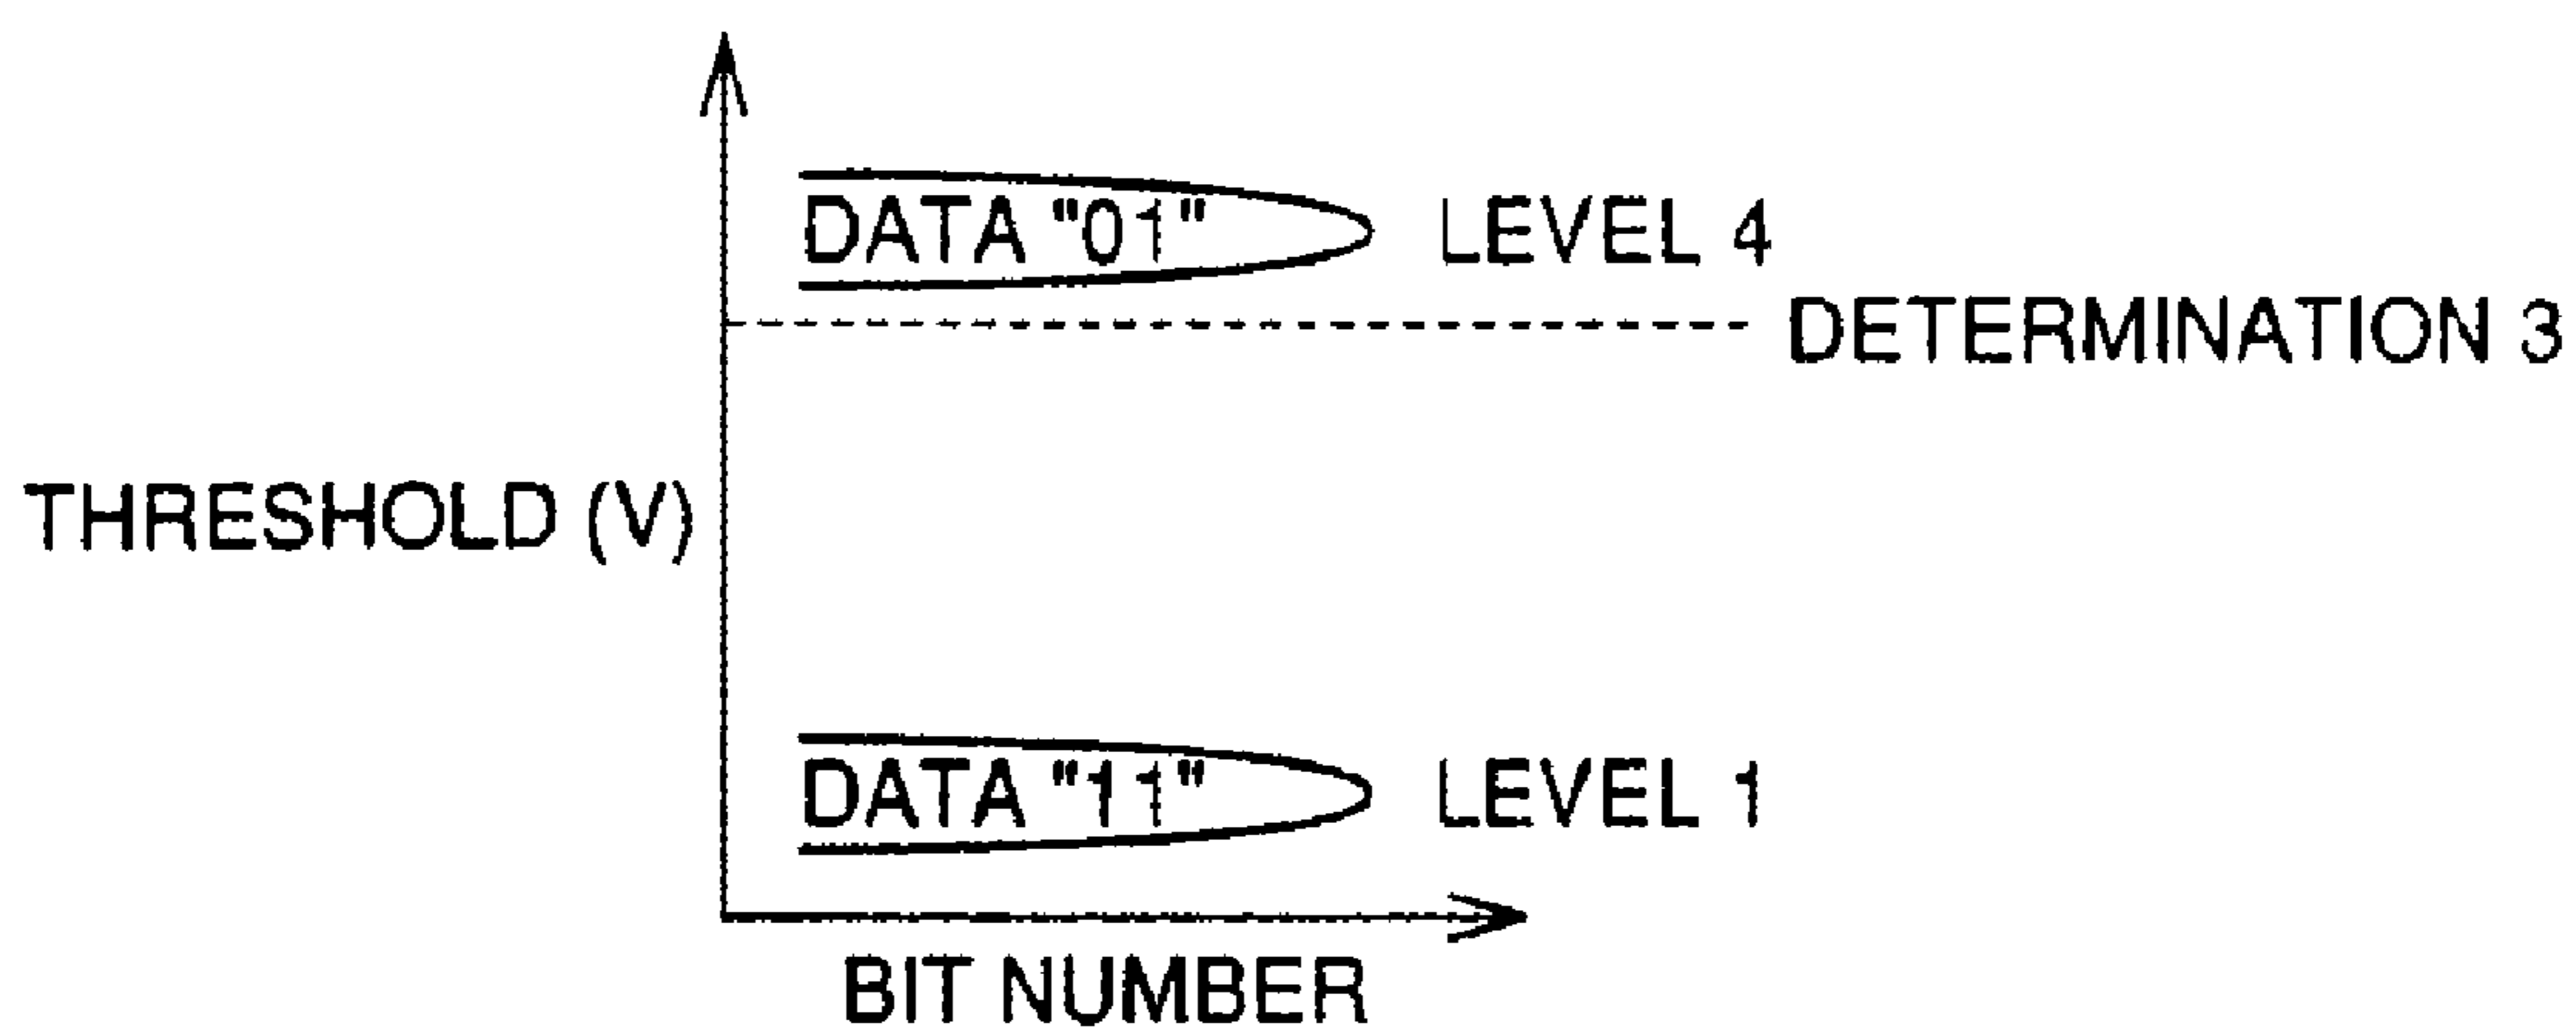 DATA "01" LEVEL 4
DETERMINATION 3
THRESHOLD (V)
DATA "11" LEVEL 1
BIT NUMBER